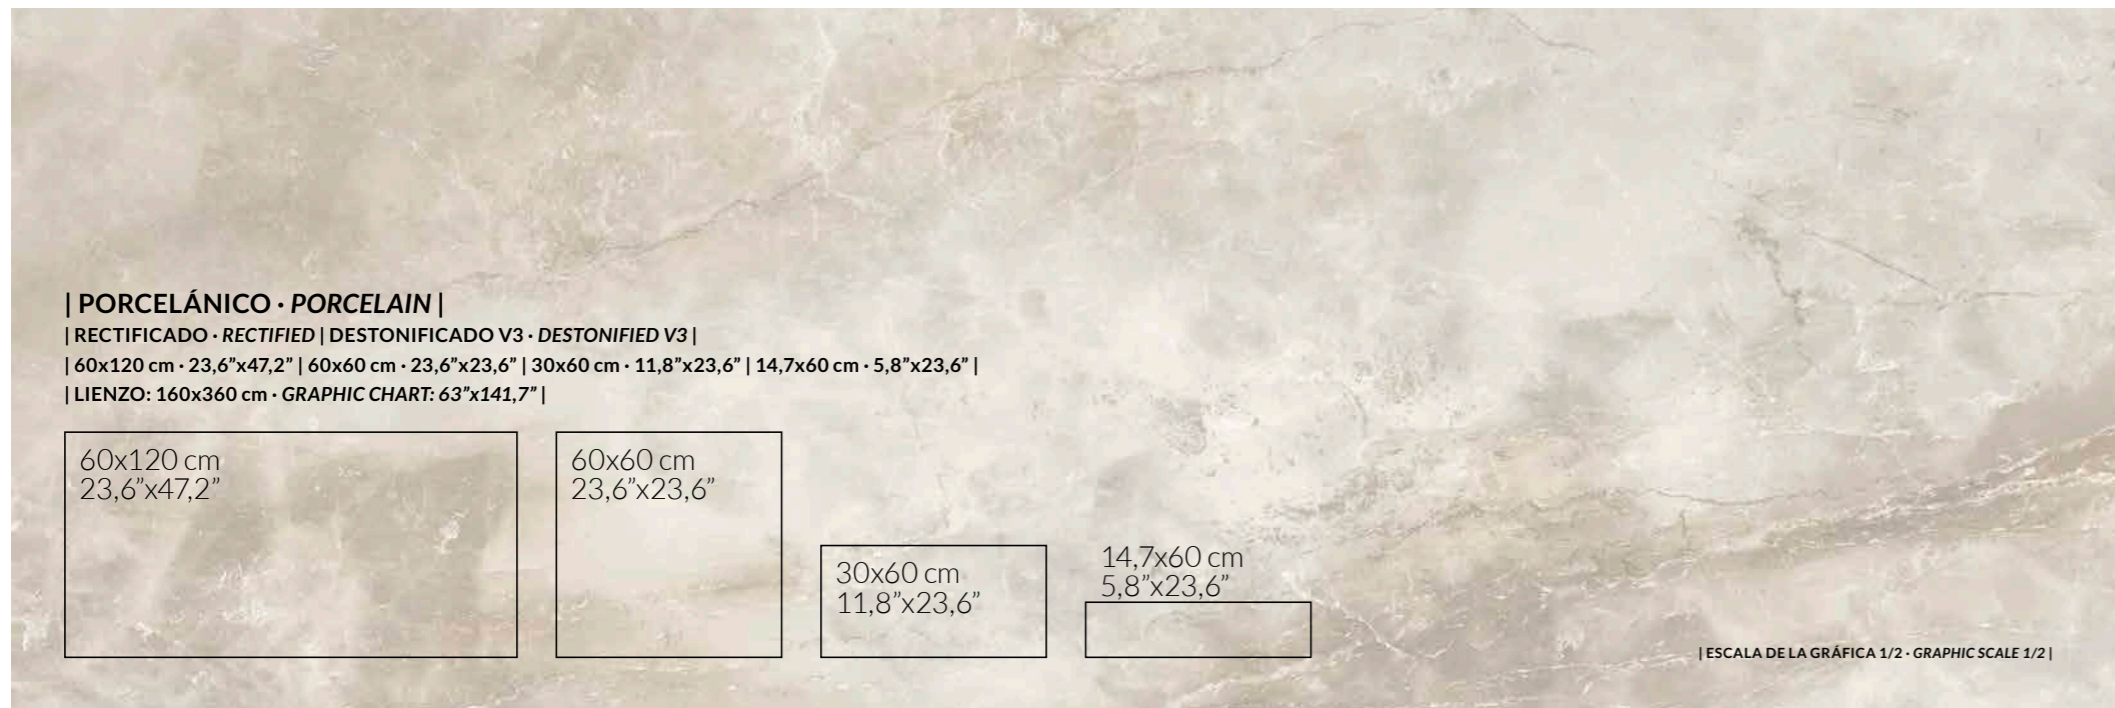 | PORCELÁNICO · PORCELAIN |
| RECTIFICADO · RECTIFIED | DESTONIFICADO V3 · DESTONIFIED V3 |
| 60x120 cm · 23,6”x47,2” | 60x60 cm · 23,6”x23,6” | 30x60 cm · 11,8”x23,6” | 14,7x60 cm · 5,8”x23,6” |
| LIENZO: 160x360 cm · GRAPHIC CHART: 63”x141,7” |
60x120 cm
23,6”x47,2”
60x60 cm
23,6”x23,6”
30x60 cm
11,8”x23,6”
14,7x60 cm
5,8”x23,6”
| ESCALA DE LA GRÁFICA 1/2 · GRAPHIC SCALE 1/2 |